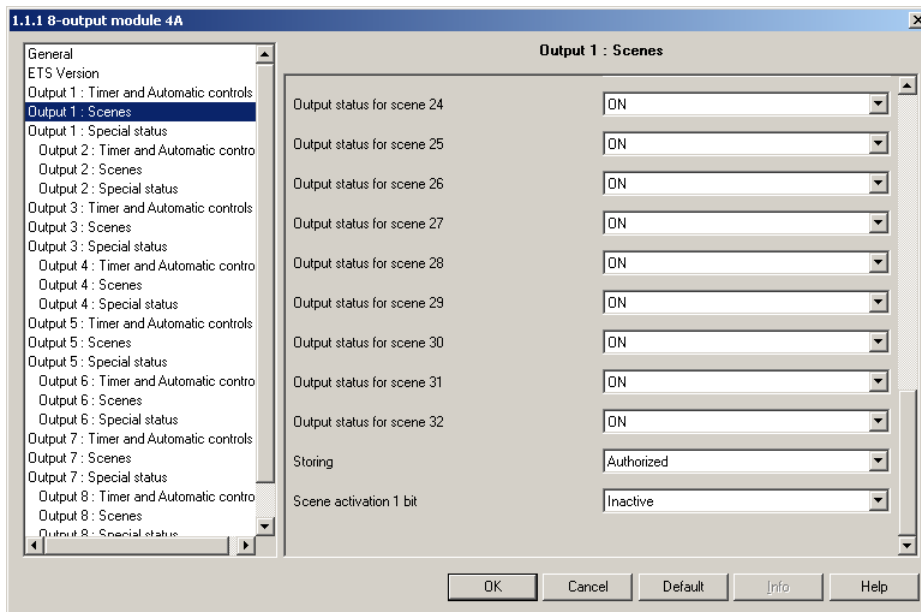 1.1.1 8-output module 4A
General
ETS Version
Output 1 : Timer and Automatic controls
Output 1 : Scenes
Output 1 : Special status
Output 2 : Timer and Automatic contro
Output 2 : Scenes
Output 2 : Special status
Output 3 : Timer and Automatic controls
Output 3 : Scenes
Output 3 : Special status
Output 4 : Timer and Automatic contro
Output 4 : Scenes
Output 4 : Special status
Output 5 : Timer and Automatic controls
Output 5 : Scenes
Output 5 : Special status
Output 6 : Timer and Automatic contro
Output 6 : Scenes
Output 6 : Special status
Output 7 : Timer and Automatic controls
Output 7 : Scenes
Output 7 : Special status
Output 8 : Timer and Automatic contro
Output 8 : Scenes
Output 8 : Special status
Output 1 : Scenes
Output status for scene 24 ON
Output status for scene 25 ON
Output status for scene 26 ON
Output status for scene 27 ON
Output status for scene 28 ON
Output status for scene 29 ON
Output status for scene 30 ON
Output status for scene 31 ON
Output status for scene 32 ON
Storing Authorized
Scene activation 1 bit Inactive
OK Cancel Default Info Help